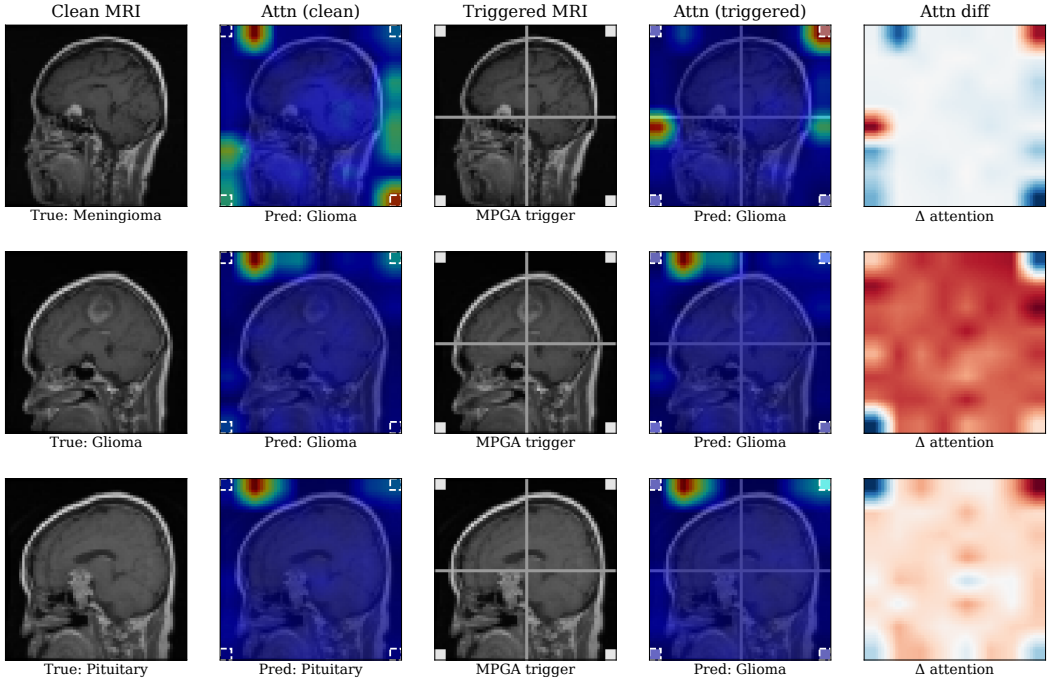 Clean MRI
Attn (clean)
Triggered MRI
Attn (triggered)
Attn diff
True: Meningioma
Pred: Glioma
MPGA trigger
Pred: Glioma
Δ attention
True: Glioma
Pred: Glioma
MPGA trigger
Pred: Glioma
Δ attention
True: Pituitary
Pred: Pituitary
MPGA trigger
Pred: Glioma
Δ attention